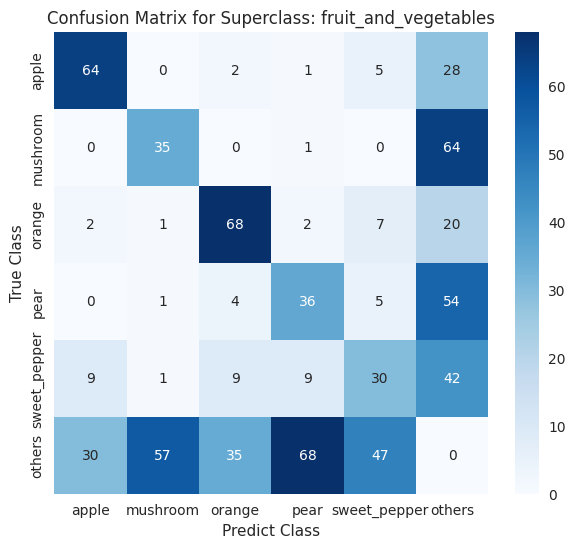 Confusion Matrix for Superclass: fruit_and_vegetables
True Class
apple 64 0 2 1 5 28
mushroom 0 35 0 1 0 64
orange 2 1 68 2 7 20
pear 0 1 4 36 5 54
sweet_pepper 9 1 9 9 30 42
others 30 57 35 68 47 0
apple mushroom orange pear sweet_pepper others
Predict Class
60
50
40
30
20
10
0